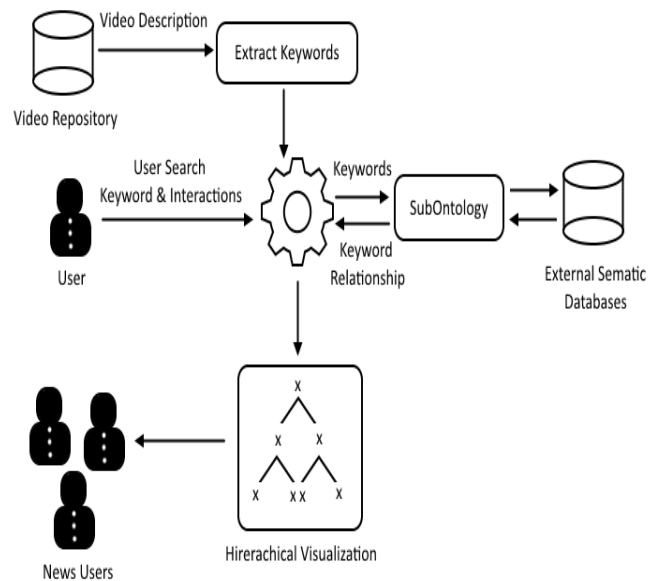 Video Description
Extract Keywords
Video Repository
User Search
Keyword & Interactions
Keywords
SubOntology
Keyword
Relationship
User
External Sematic
Databases
X
X X
X X X X
Hirerachical Visualization
News Users